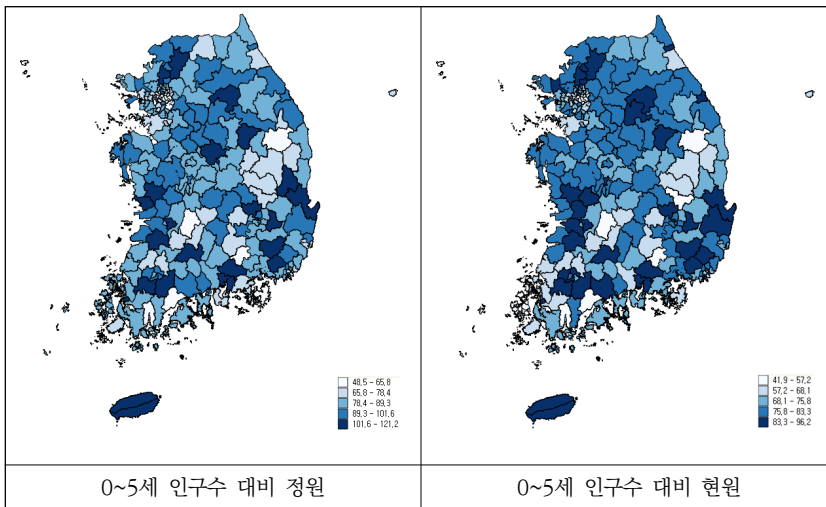 48,5 - 65,8
65,8 - 78,4
78,4 - 89,3
89,3 - 101,6
101,6 - 121,2
41,9 - 57,2
57,2 - 68,1
68,1 - 75,8
75,8 - 83,3
83,3 - 96,2
0~5세 인구수 대비 정원
0~5세 인구수 대비 현원